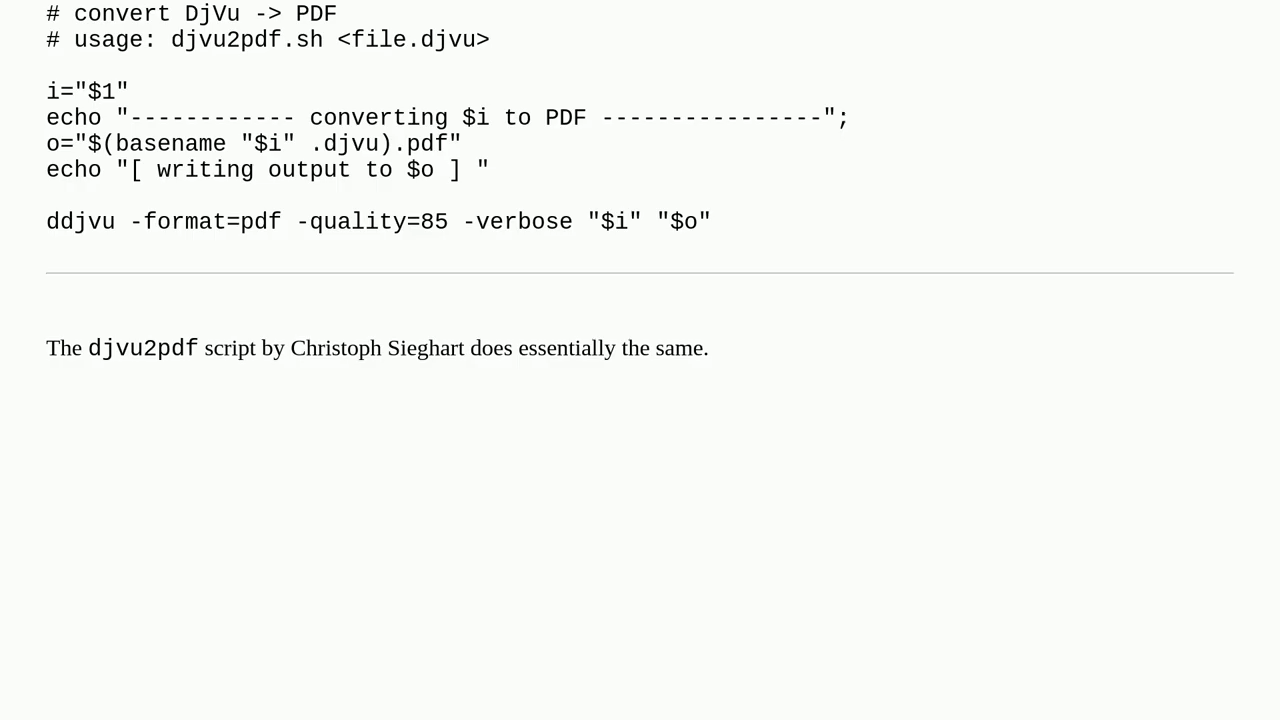 # convert DjVu -> PDF
# usage: djvu2pdf.sh <file.djvu>
i="$1"
echo "------------ converting $i to PDF ----------------";
o="$(basename "$i" .djvu).pdf"
echo "[ writing output to $o ] "
ddjvu -format=pdf -quality=85 -verbose "$i" "$o"
The djvu2pdf script by Christoph Sieghart does essentially the same.